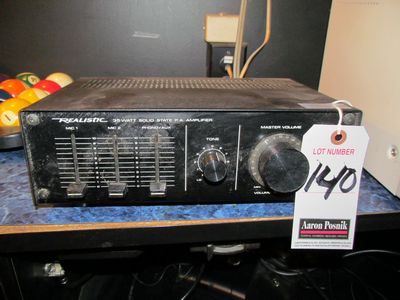 REALISTIC 35 WATT SOLID STATE P.A. AMPLIFIER
MIC 1 MIC 2 PHONO/AUX TONE MASTER VOLUME
LOT NUMBER
140
Aaron Posnik